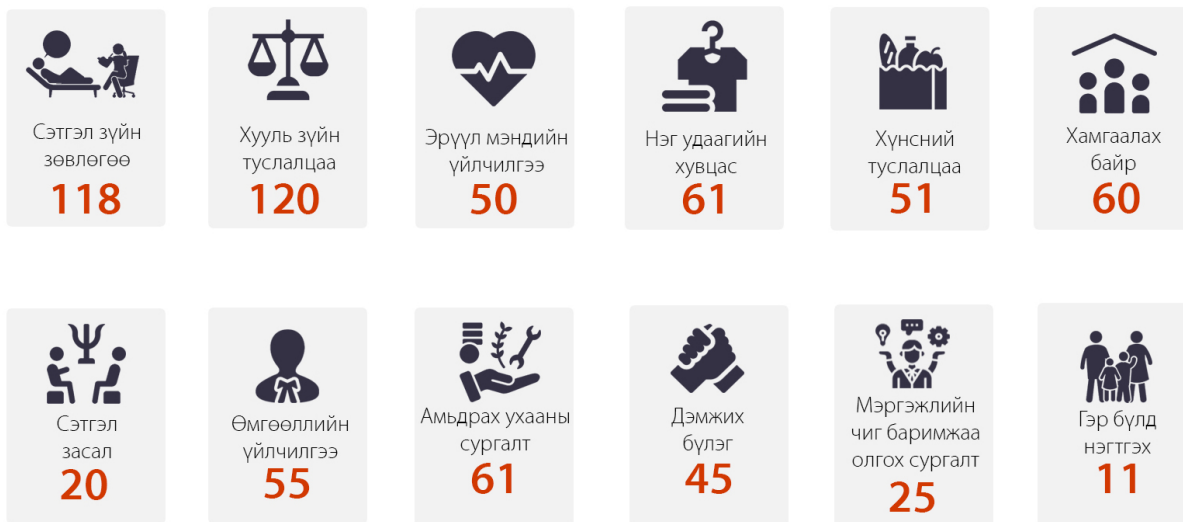 Сэтгэл зүйн
зөвлөгөө
118
Хууль зүйн
туслалцаа
120
Эрүүл мэндийн
үйлчилгээ
50
Нэг удаагийн
хувцас
61
Хүнсний
туслалцаа
51
Хамгаалах
байр
60
Сэтгэл
засал
20
Өмгөөллийн
үйлчилгээ
55
Амьдрах ухааны
сургалт
61
Дэмжих
бүлэг
45
Мэргэжлийн
чиг баримжаа
олгох сургалт
25
Гэр бүлд
нэгтгэх
11